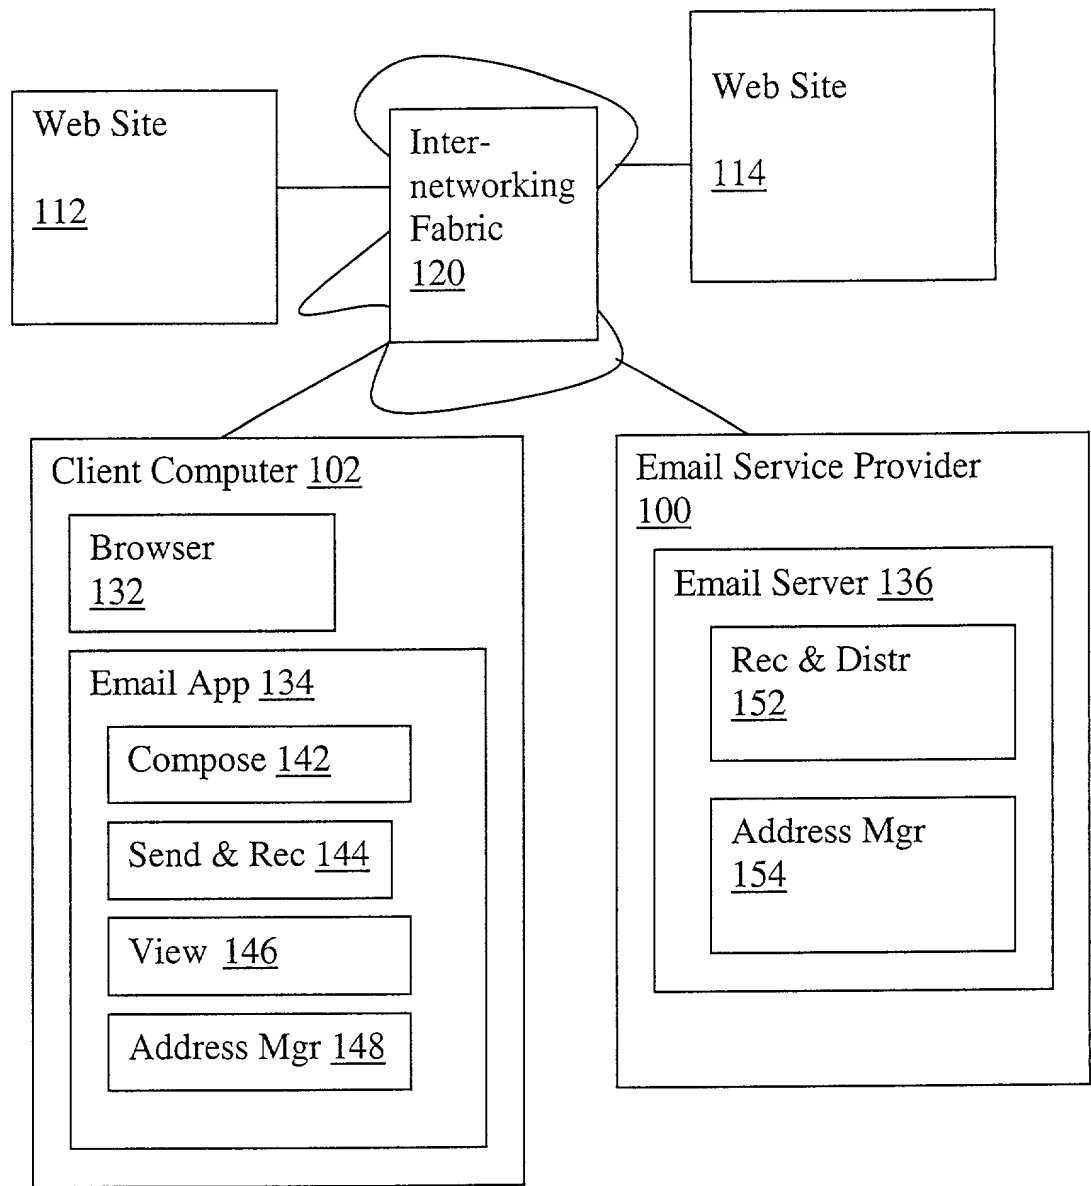 Web Site
112
Inter-
networking
Fabric
120
Web Site
114
Client Computer 102
Browser
132
Email App 134
Compose 142
Send & Rec 144
View 146
Address Mgr 148
Email Service Provider
100
Email Server 136
Rec & Distr
152
Address Mgr
154